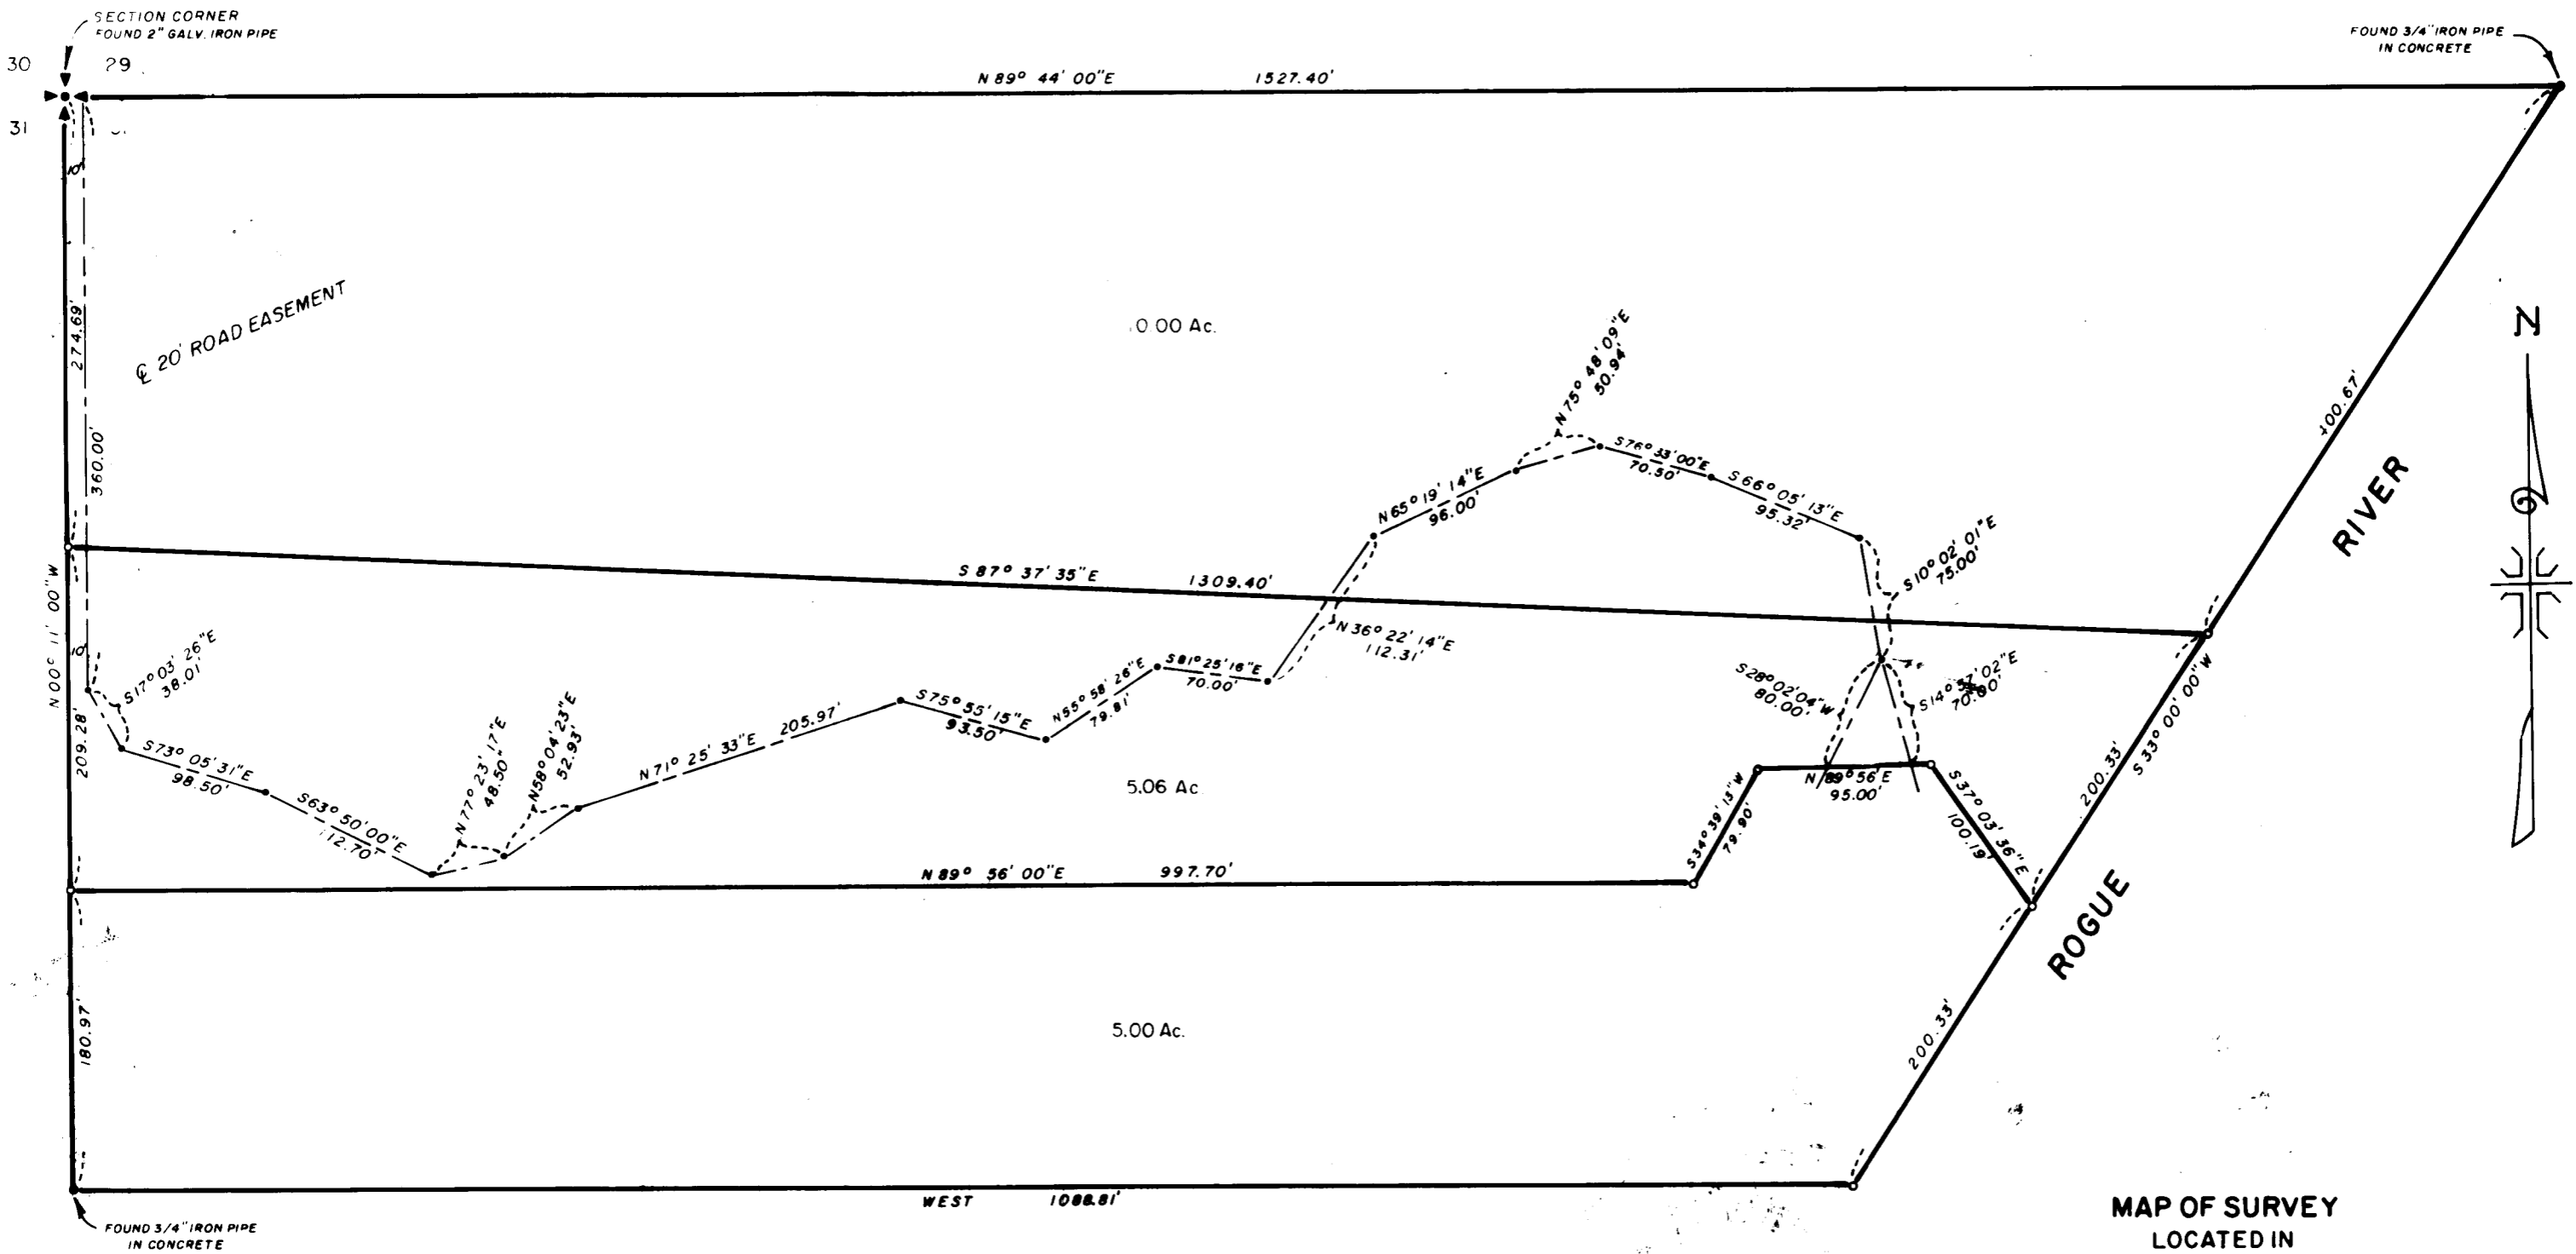 SECTION CORNER
FOUND 2" GALV. IRON PIPE
FOUND 3/4" IRON PIPE
IN CONCRETE
30
29
31
N 89° 44' 00" E 1527.40'
10'
274.69'
360.00'
℄ 20' ROAD EASEMENT
0.00 Ac.
N 75° 48' 09" E
50.94'
400.67'
N
RIVER
N 65° 19' 14" E
96.00'
S 76° 33' 00" E
70.50'
S 66° 05' 13" E
95.32'
S 10° 02' 01" E
75.00'
S 87° 37' 35" E 1309.40'
N 00° 11' 00" W
10'
S 17° 03' 26" E
38.01'
N 36° 22' 14" E
112.31'
S 81° 25' 16" E
70.00'
N 55° 58' 26" E
79.81'
S 75° 55' 15" E
93.50'
N 71° 25' 33" E 205.97'
N 58° 04' 23" E
52.93'
N 77° 23' 17" E
48.50'
S 73° 05' 31" E
98.50'
S 63° 50' 00" E
112.70'
209.28'
S 28° 02' 04" W
80.00'
S 14° 57' 02" E
70.00'
S 33° 00' 00" W
200.33'
5.06 Ac
N 89° 56' E
95.00'
S 34° 39' 13" W
79.90'
S 37° 03' 36" E
100.19'
N 89° 56' 00" E 997.70'
ROGUE
180.97'
5.00 Ac.
200.33'
WEST 1088.81'
FOUND 3/4" IRON PIPE
IN CONCRETE
MAP OF SURVEY
LOCATED IN